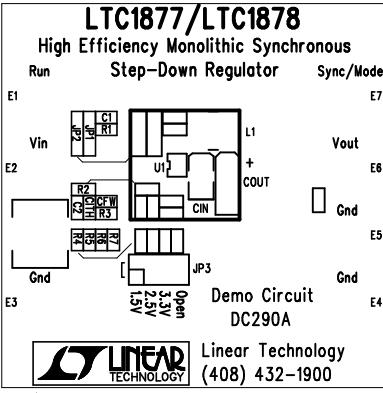 LTC1877/LTC1878
High Efficiency Monolithic Synchronous
Run Step-Down Regulator Sync/Mode
E1 E7
JP2 JP1 C1 R1
L1
Vin Vout
U1
E2 E6
+
COUT
R2
C2 CITH CFW R3
CIN
Gnd
R4 R5 R6 R7
E5
JP3
Gnd Gnd
1.5V 2.5V 3.3V Open
E3 E4
Demo Circuit
DC290A
LINEAR TECHNOLOGY
Linear Technology
(408) 432-1900